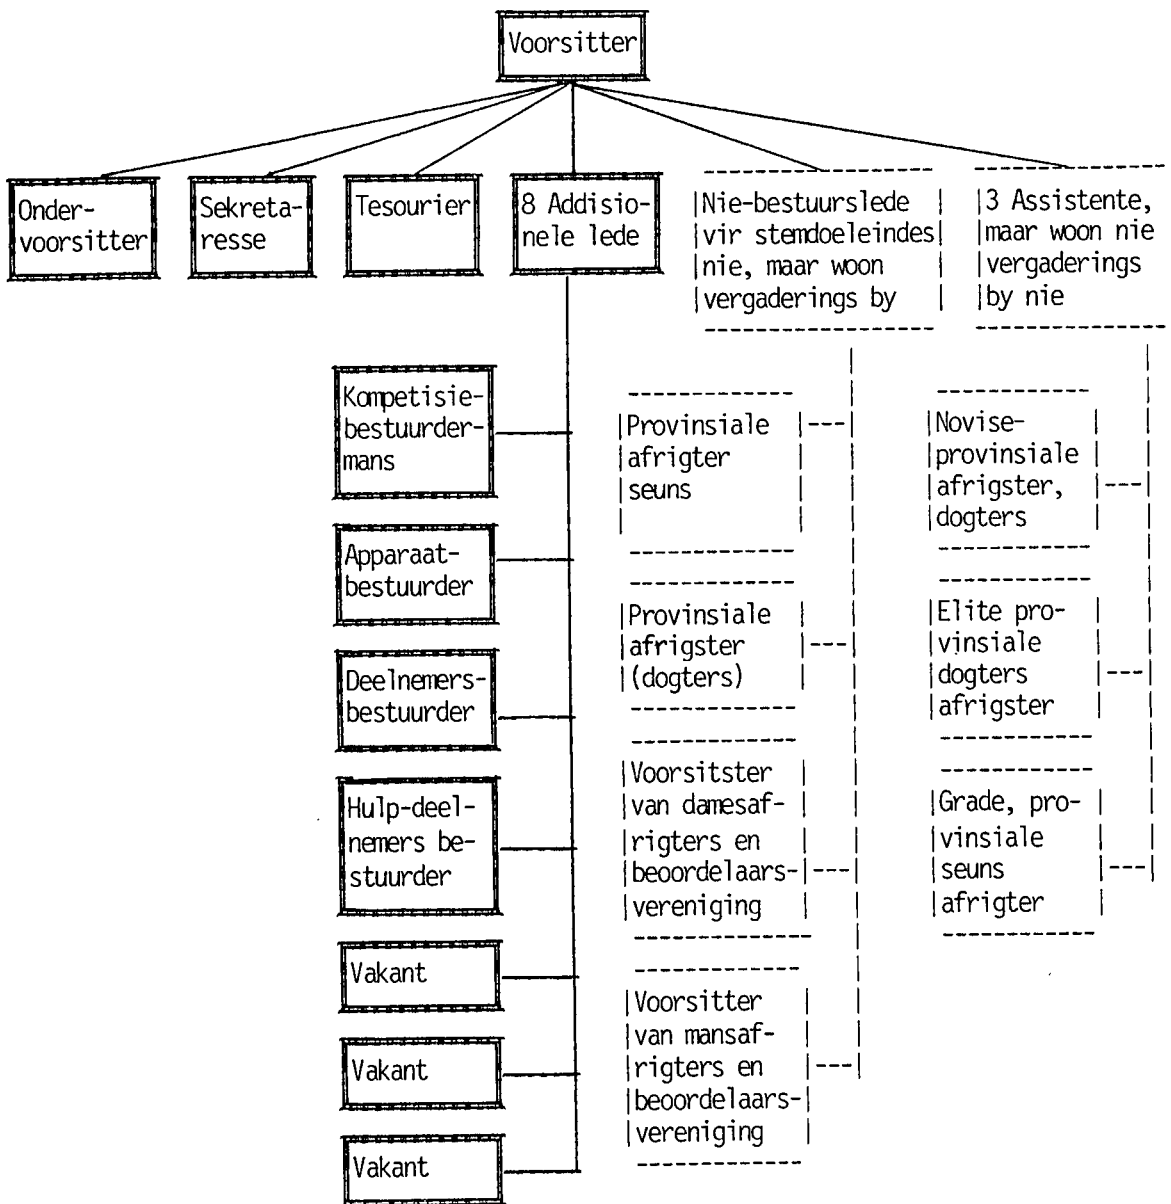 Voorsitter
Onder-
voorsitter
Sekreta-
resse
Tesourier
8 Addisio-
nele lede
Nie-bestuurslede
vir stemdoeleindes
nie, maar woon
vergaderings by
3 Assistente,
maar woon nie
vergaderings
by nie
Kompetisie-
bestuurder-
mans
Apparaat-
bestuurder
Deelnemers-
bestuurder
Hulp-deel-
nemers be-
stuurder
Vakant
Vakant
Vakant
Provinsiale
afrigter
seuns
Provinsiale
afrigster
(dogters)
Voorsitster
van damesaf-
rigters en
beoordelaars-
vereniging
Voorsitter
van mansaf-
rigters en
beoordelaars-
vereniging
Novise-
provinsiale
afrigster,
dogters
Elite pro-
vinsiale
dogters
afrigster
Grade, pro-
vinsiale
seuns
afrigter